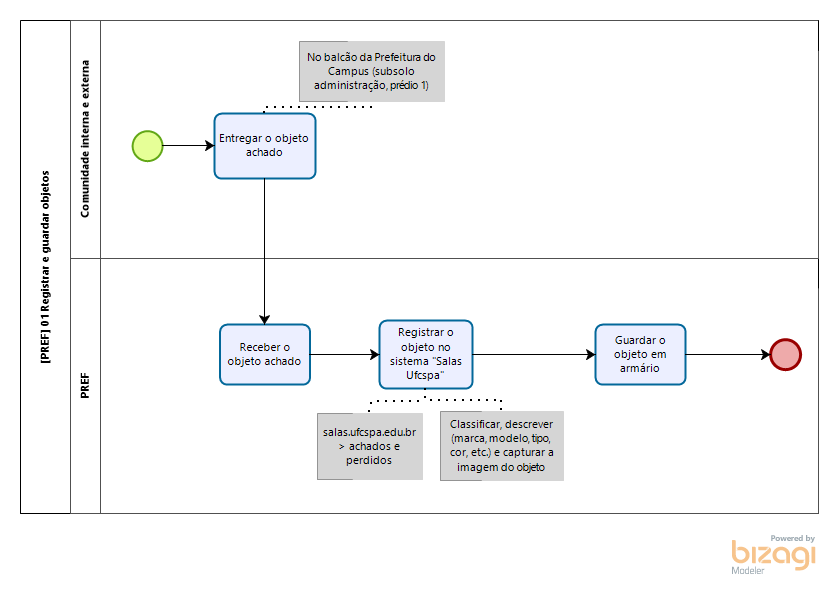 [PREF] 01 Registrar e guardar objetos
Comunidade interna e externa
No balcão da Prefeitura do
Campus (subsolo
administração, prédio 1)
Entregar o objeto
achado
PREF
Receber o
objeto achado
Registrar o
objeto no
sistema "Salas
Ufcspa"
Guardar o
objeto em
armário
salas.ufcspa.edu.br
> achados e
perdidos
Classificar, descrever
(marca, modelo, tipo,
cor, etc.) e capturar a
imagem do objeto
Powered by
bizagi
Modeler